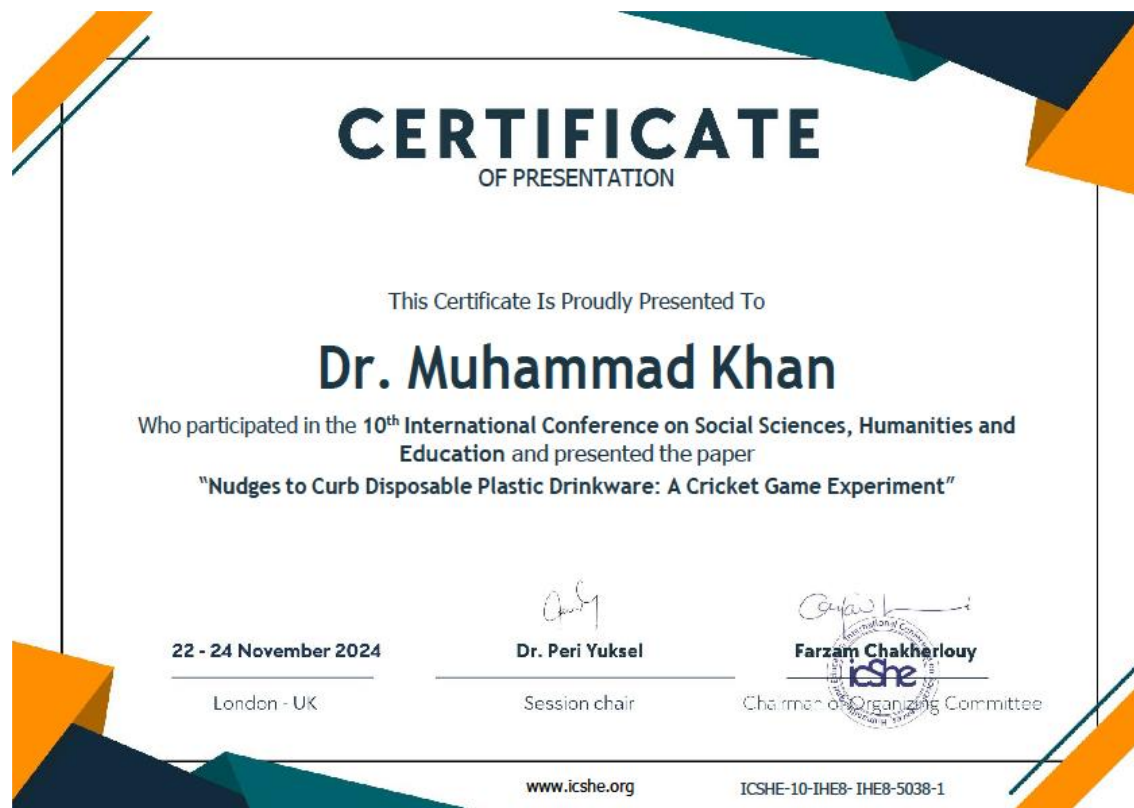 CERTIFICATE
OF PRESENTATION
This Certificate Is Proudly Presented To
Dr. Muhammad Khan
Who participated in the 10th International Conference on Social Sciences, Humanities and
Education and presented the paper
“Nudges to Curb Disposable Plastic Drinkware: A Cricket Game Experiment”
22 - 24 November 2024
London - UK
Dr. Peri Yuksel
Session chair
Farzam Chakherlouy
icshe
Chairman of Organizing Committee
www.icshe.org
ICSHE-10-IHE8- IHE8-5038-1